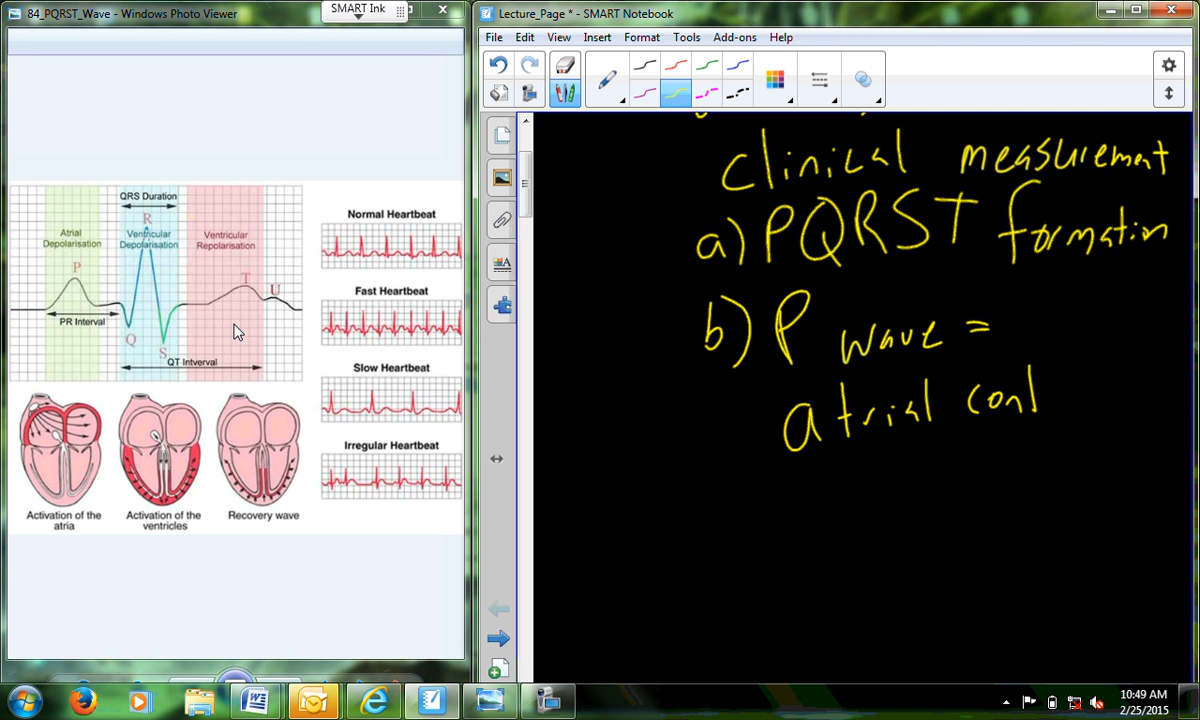 84_PQRST_Wave - Windows Photo Viewer
SMART Ink
QRS Duration
R
Atrial
Depolarisation
Ventricular
Depolarisation
Ventricular
Repolarisation
P
T
U
PR Interval
Q
S
QT Interval
Activation of the
atria
Activation of the
ventricles
Recovery wave
Normal Heartbeat
Fast Heartbeat
Slow Heartbeat
Irregular Heartbeat
Lecture_Page * - SMART Notebook
File Edit View Insert Format Tools Add-ons Help
clinical measurement
a) PQRST formation
b) P wave =
atrial con
10:49 AM
2/25/2015